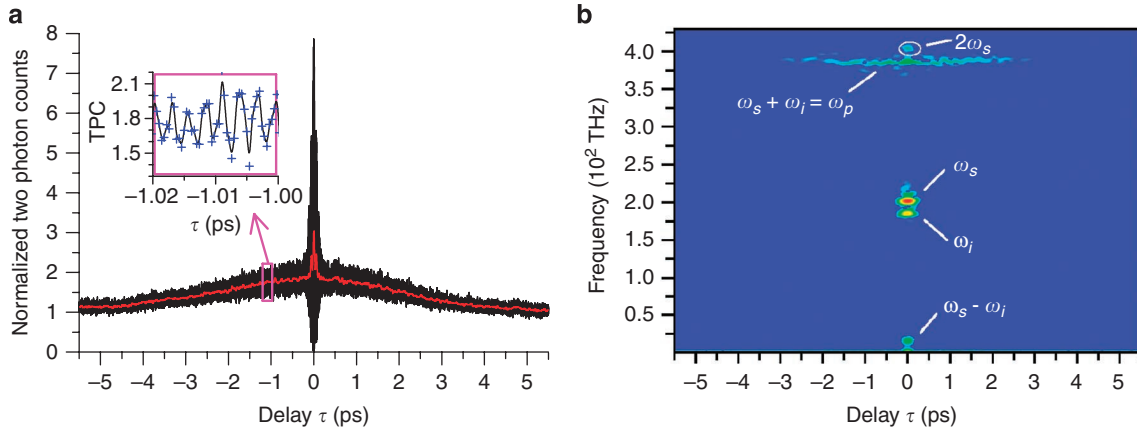 a
Normalized two photon counts
8
7
6
5
4
3
2
1
0
TPC
2.1
1.8
1.5
−1.02 −1.01 −1.00
τ (ps)
−5 −4 −3 −2 −1 0 1 2 3 4 5
Delay τ (ps)
b
Frequency (10² THz)
4.0
3.5
3.0
2.5
2.0
1.5
1.0
0.5
2ωs
ωs + ωi = ωp
ωs
ωi
ωs - ωi
−5 −4 −3 −2 −1 0 1 2 3 4 5
Delay τ (ps)